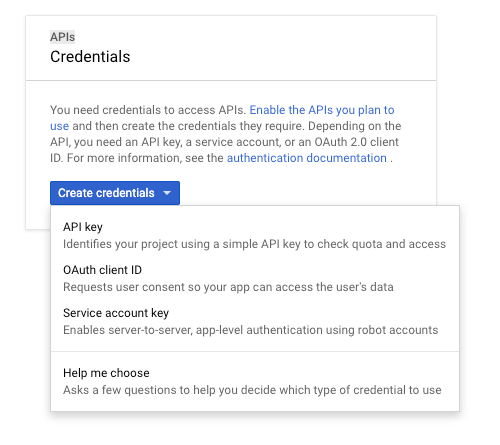 APIs
Credentials
You need credentials to access APIs. Enable the APIs you plan to
use and then create the credentials they require. Depending on the
API, you need an API key, a service account, or an OAuth 2.0 client
ID. For more information, see the authentication documentation .
Create credentials
API key
Identifies your project using a simple API key to check quota and access
OAuth client ID
Requests user consent so your app can access the user's data
Service account key
Enables server-to-server, app-level authentication using robot accounts
Help me choose
Asks a few questions to help you decide which type of credential to use